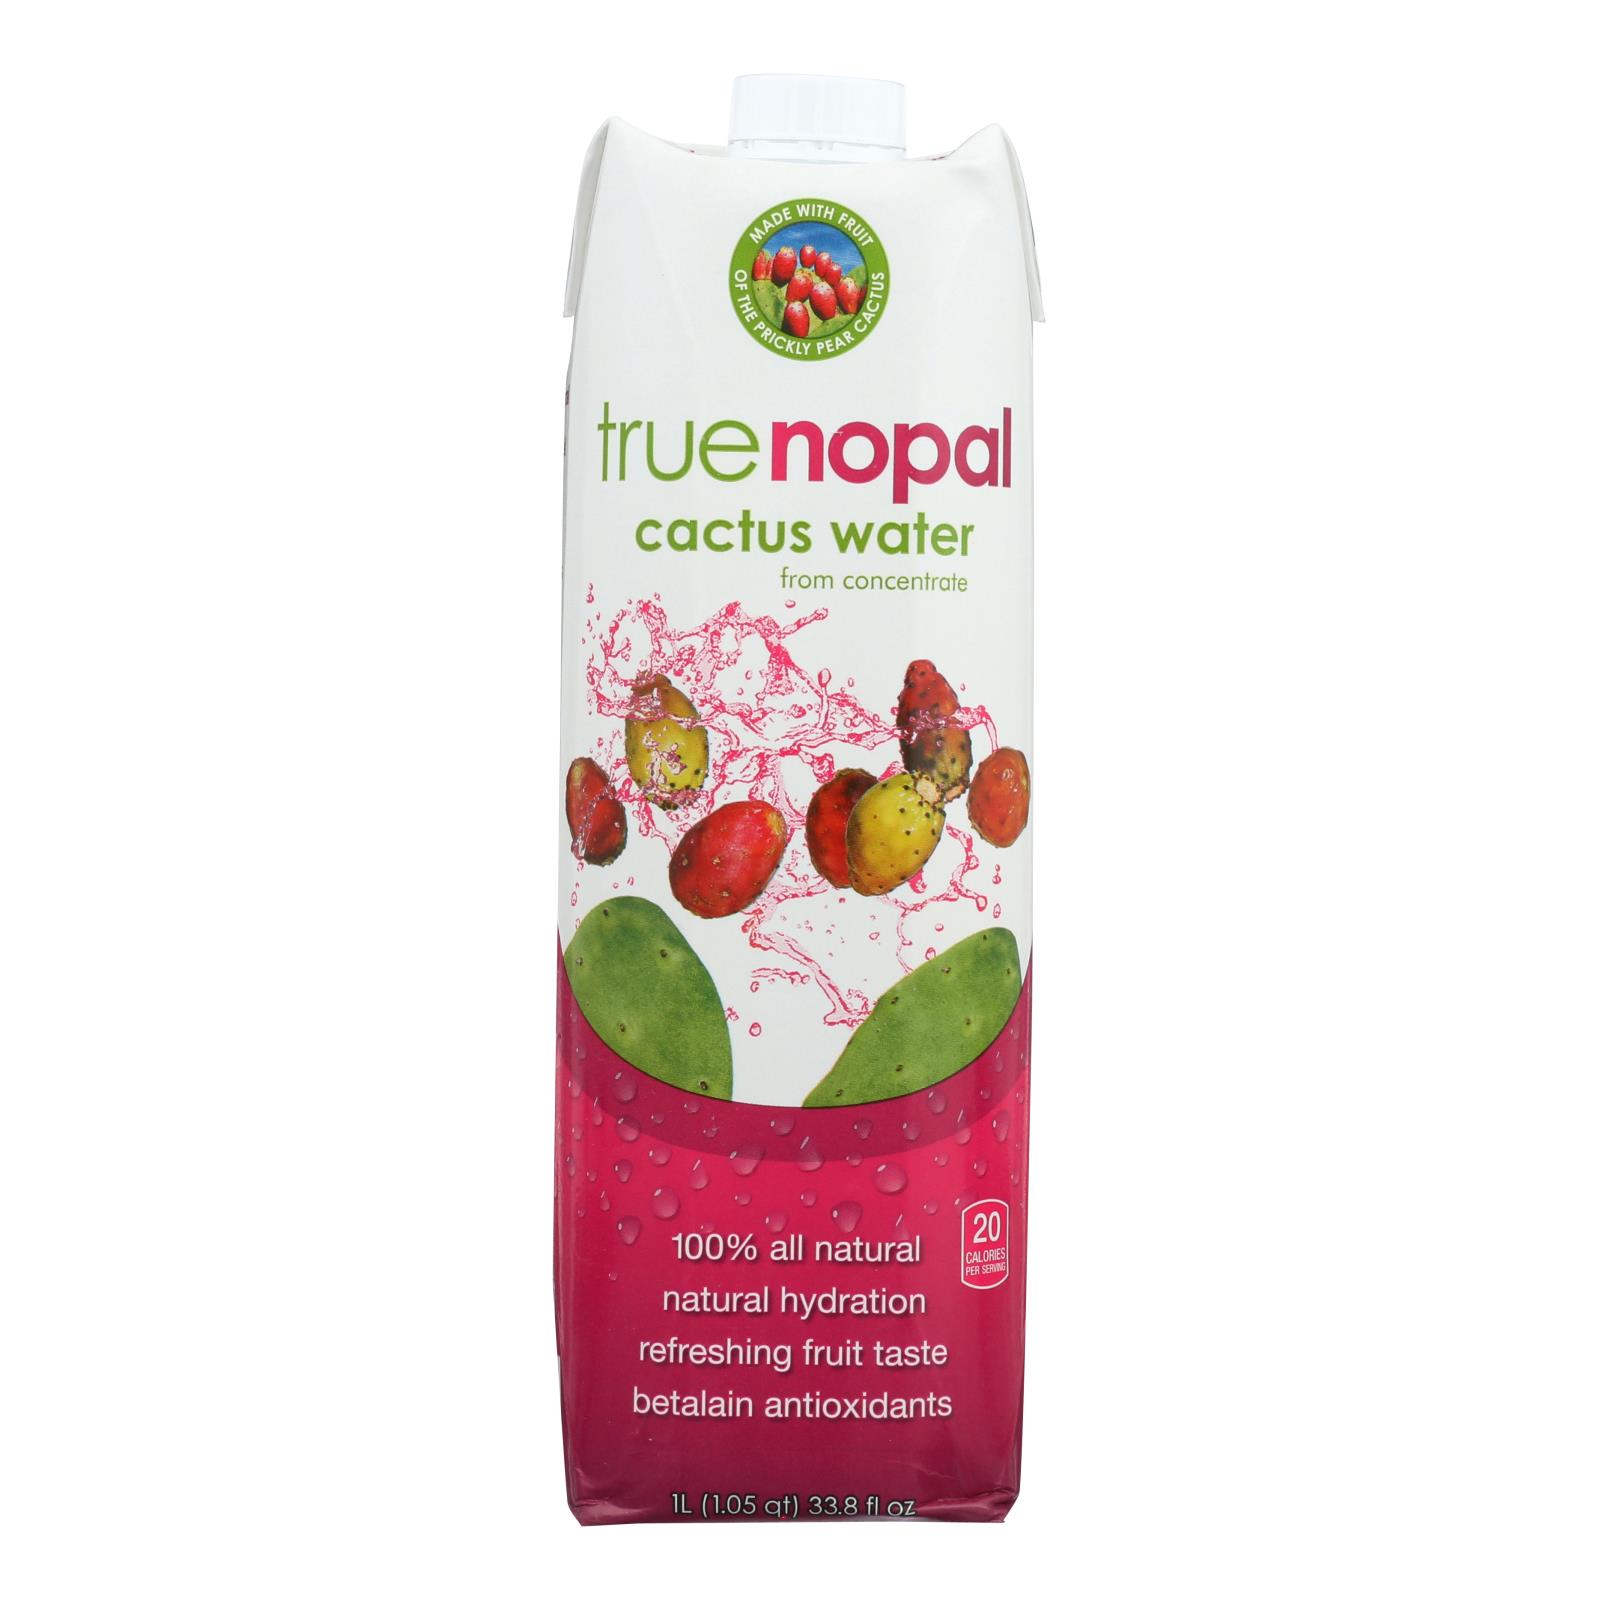 MADE WITH FRUIT
OF THE PRICKLY PEAR CACTUS
truenopal
cactus water
from concentrate
20
CALORIES
PER SERVING
100% all natural
natural hydration
refreshing fruit taste
betalain antioxidants
1L (1.05 qt) 33.8 fl oz